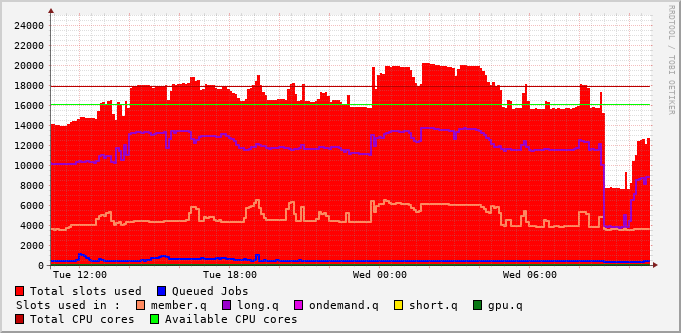 24000
22000
20000
18000
16000
14000
12000
10000
8000
6000
4000
2000
0
Tue 12:00 Tue 18:00 Wed 00:00 Wed 06:00
Total slots used Queued Jobs
Slots used in : member.q long.q ondemand.q short.q gpu.q
Total CPU cores Available CPU cores
RRDTOOL / TOBI OETIKER